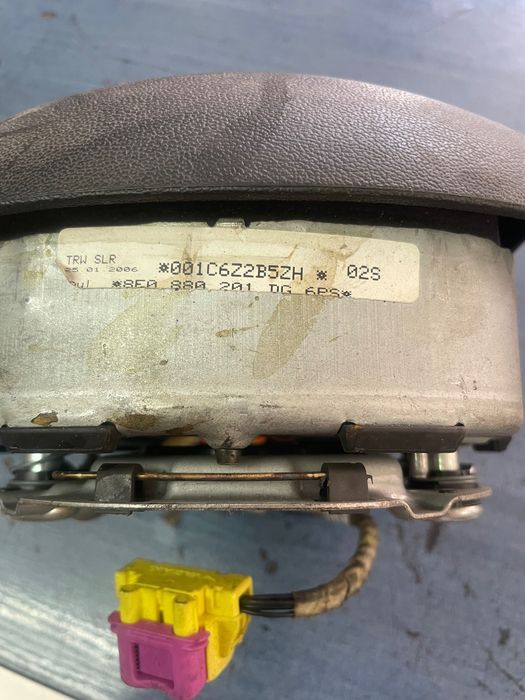 TRW SLR
25 01 2006 *001C6Z2B5ZH * 02S
*8E0 880 201 DG 6PS*